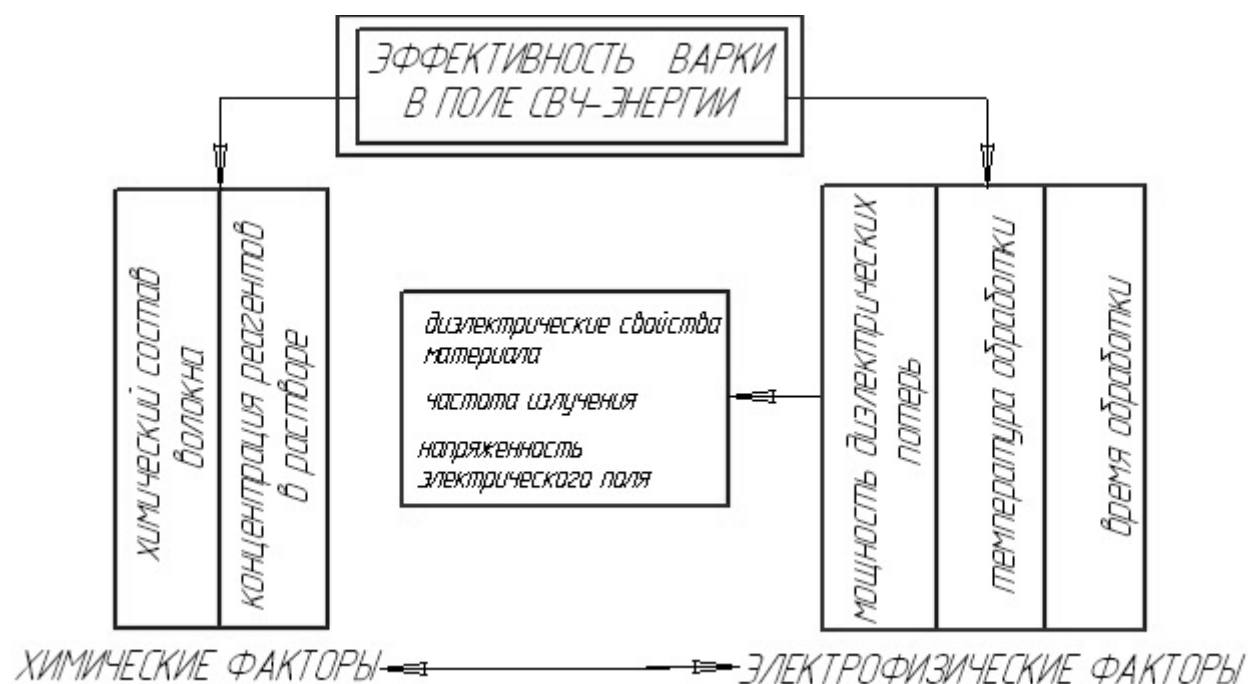 ЭФФЕКТИВНОСТЬ ВАРКИ
В ПОЛЕ СВЧ-ЭНЕРГИИ
химический состав
волокна
концентрация реагентов
в растворе
диэлектрические свойства
материала
частота излучения
напряженность
электрического поля
мощность диэлектрических
потерь
температура обработки
время обработки
ХИМИЧЕСКИЕ ФАКТОРЫ
ЭЛЕКТРОФИЗИЧЕСКИЕ ФАКТОРЫ